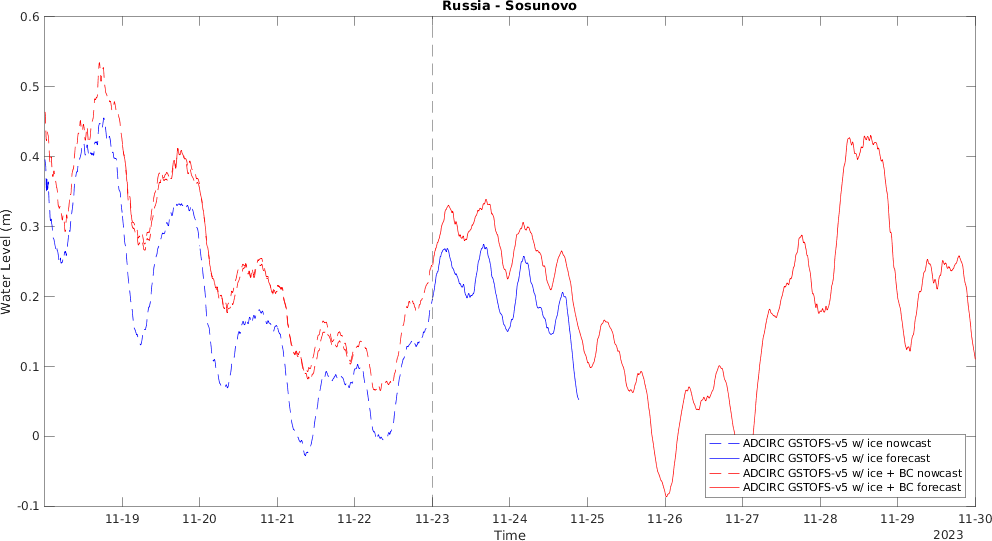 Russia - Sosunovo
0.6
0.5
0.4
0.3
0.2
0.1
0
-0.1
Water Level (m)
ADCIRC GSTOFS-v5 w/ ice nowcast
ADCIRC GSTOFS-v5 w/ ice forecast
ADCIRC GSTOFS-v5 w/ ice + BC nowcast
ADCIRC GSTOFS-v5 w/ ice + BC forecast
11-19 11-20 11-21 11-22 11-23 11-24 11-25 11-26 11-27 11-28 11-29 11-30
Time
2023